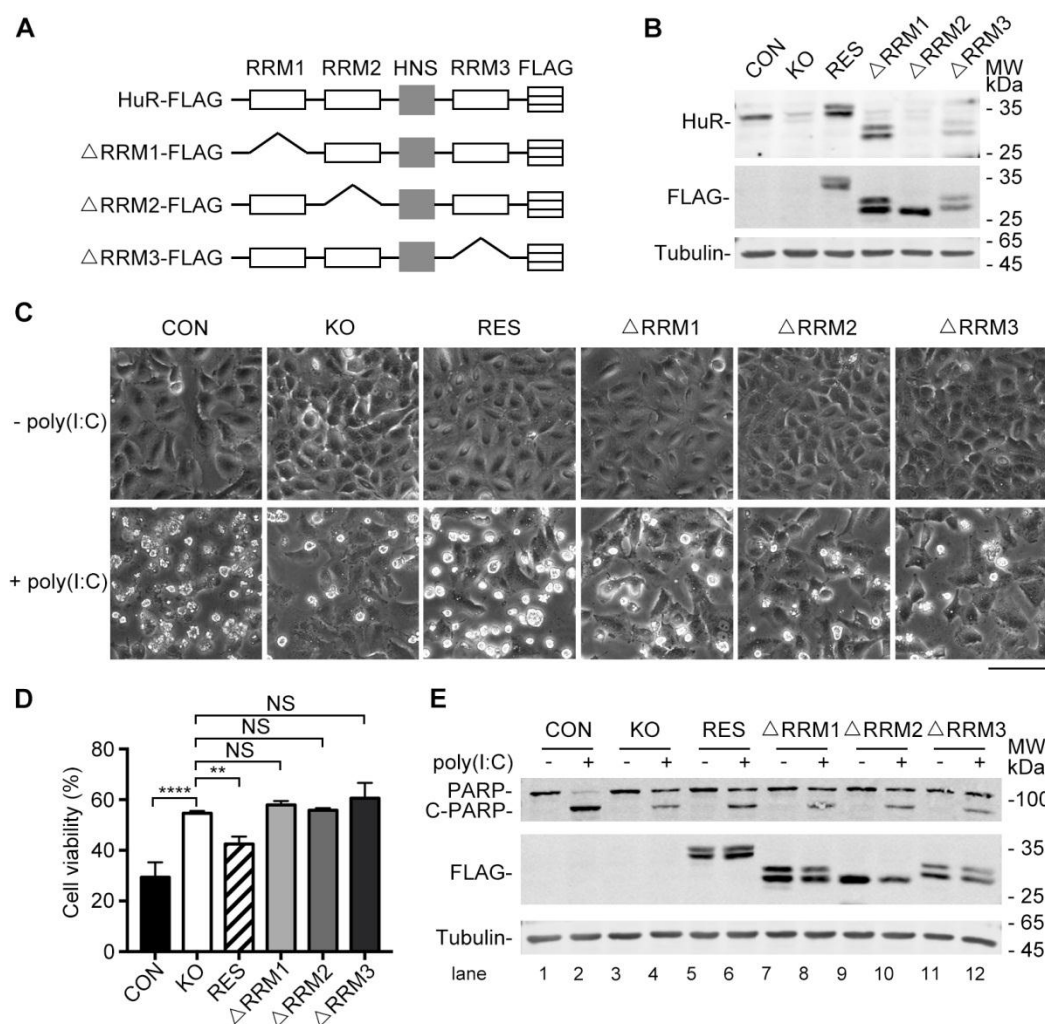 A
RRM1 RRM2 HNS RRM3 FLAG
HuR-FLAG
△RRM1-FLAG
△RRM2-FLAG
△RRM3-FLAG
B
CON KO RES △RRM1 △RRM2 △RRM3 MW
kDa
HuR-
- 35
- 25
FLAG-
- 35
- 25
Tubulin-
- 65
- 45
C
CON KO RES △RRM1 △RRM2 △RRM3
- poly(I:C)
+ poly(I:C)
D
NS
NS
NS
**
****
Cell viability (%)
80
60
40
20
0
CON KO RES △RRM1 △RRM2 △RRM3
E
CON KO RES △RRM1 △RRM2 △RRM3 MW
poly(I:C) - + - + - + - + - + - + kDa
PARP-
C-PARP-
-100
FLAG-
- 35
- 25
Tubulin-
- 65
- 45
lane 1 2 3 4 5 6 7 8 9 10 11 12